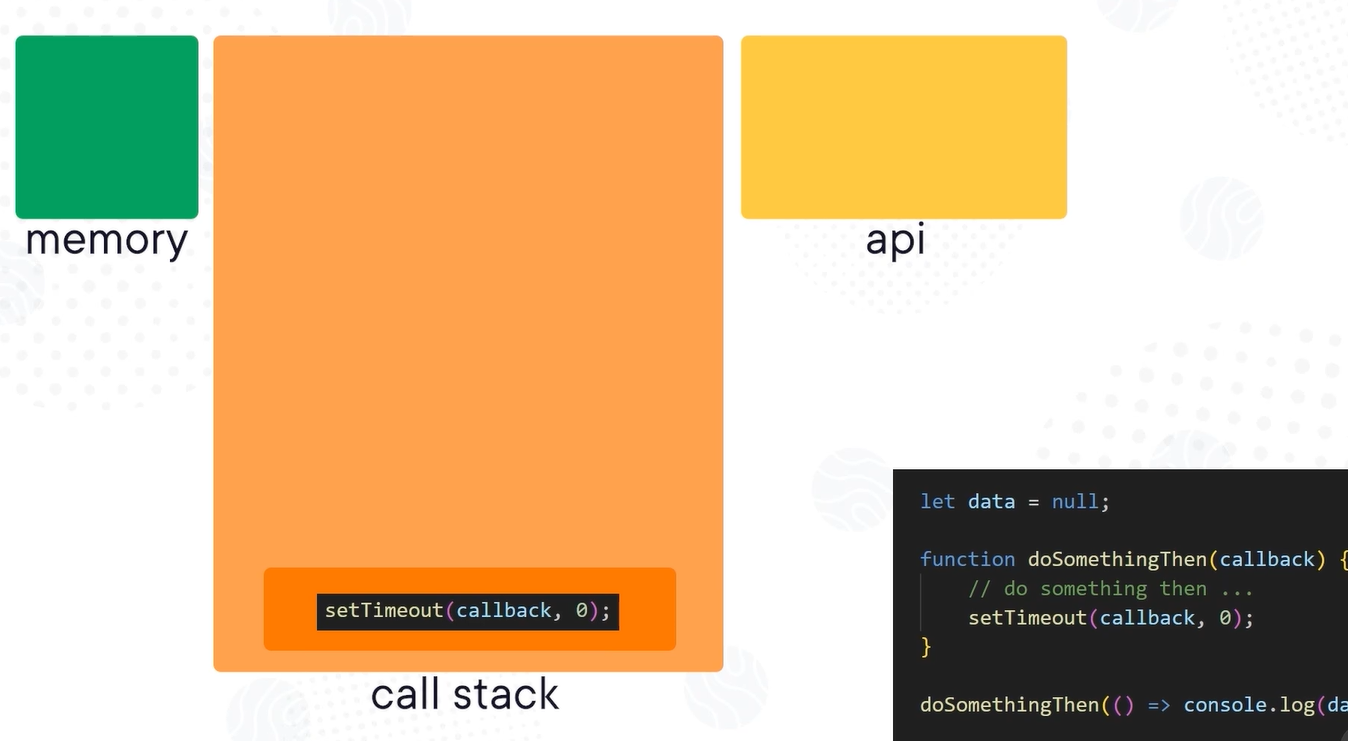 memory
api
setTimeout(callback, 0);
call stack
let data = null;
function doSomethingThen(callback) {
// do something then ...
setTimeout(callback, 0);
}
doSomethingThen(() => console.log(da